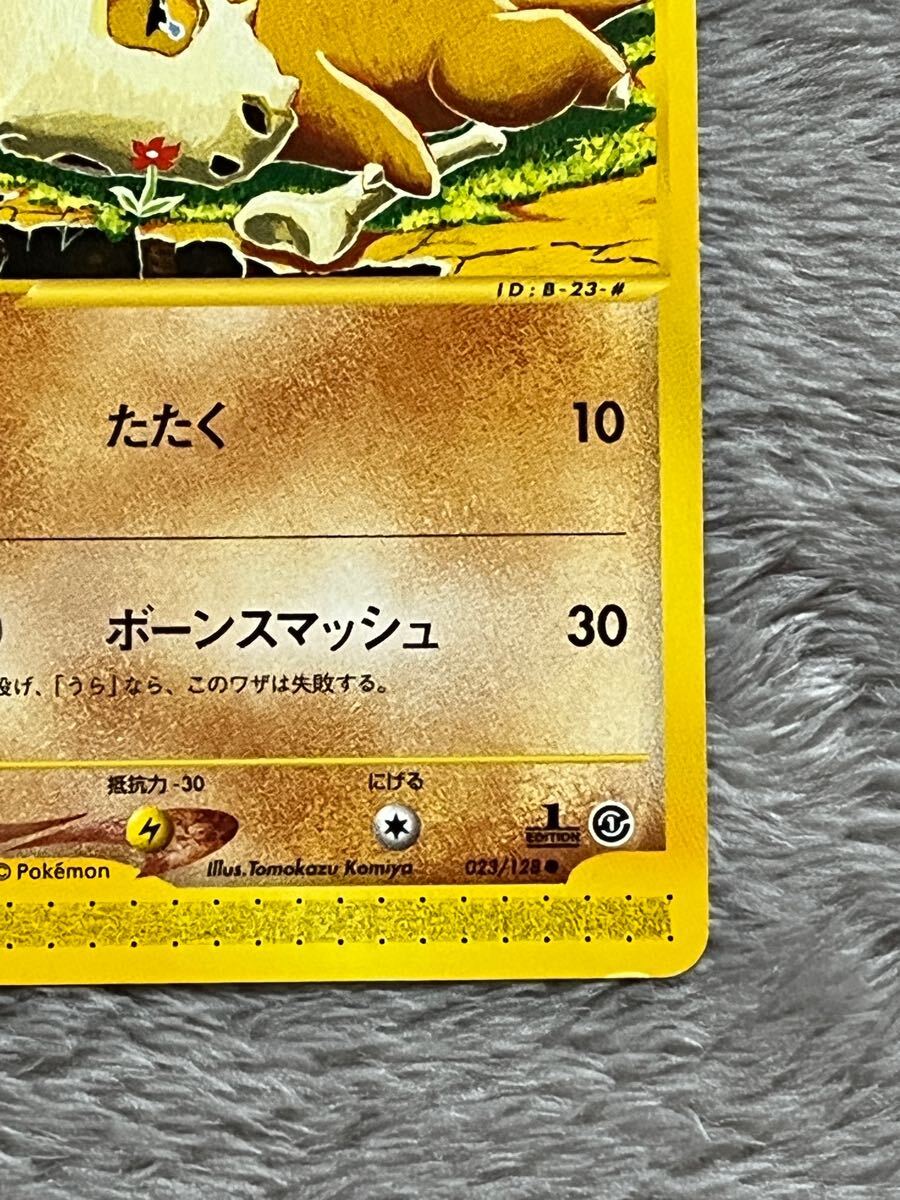 ID:B-23-#
たたく 10
ボーンスマッシュ 30
投げ、「うら」なら、このワザは失敗する。
抵抗力 -30 にげる
1 EDITION
© Pokémon Illus.Tomokazu Komiya 023/128 ●